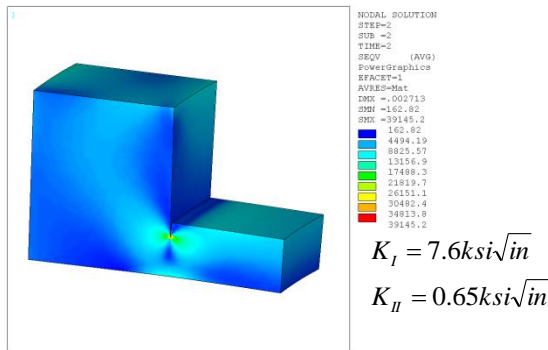 1
NODAL SOLUTION
STEP=2
SUB =2
TIME=2
SEQV (AVG)
PowerGraphics
EFACET=1
AVRES=Mat
DMX =.002713
SMN =162.82
SMX =39145.2
162.82
4494.19
8825.57
13156.9
17488.3
21819.7
26151.1
30482.4
34813.8
39145.2
K_I = 7.6ksi√in
K_II = 0.65ksi√in